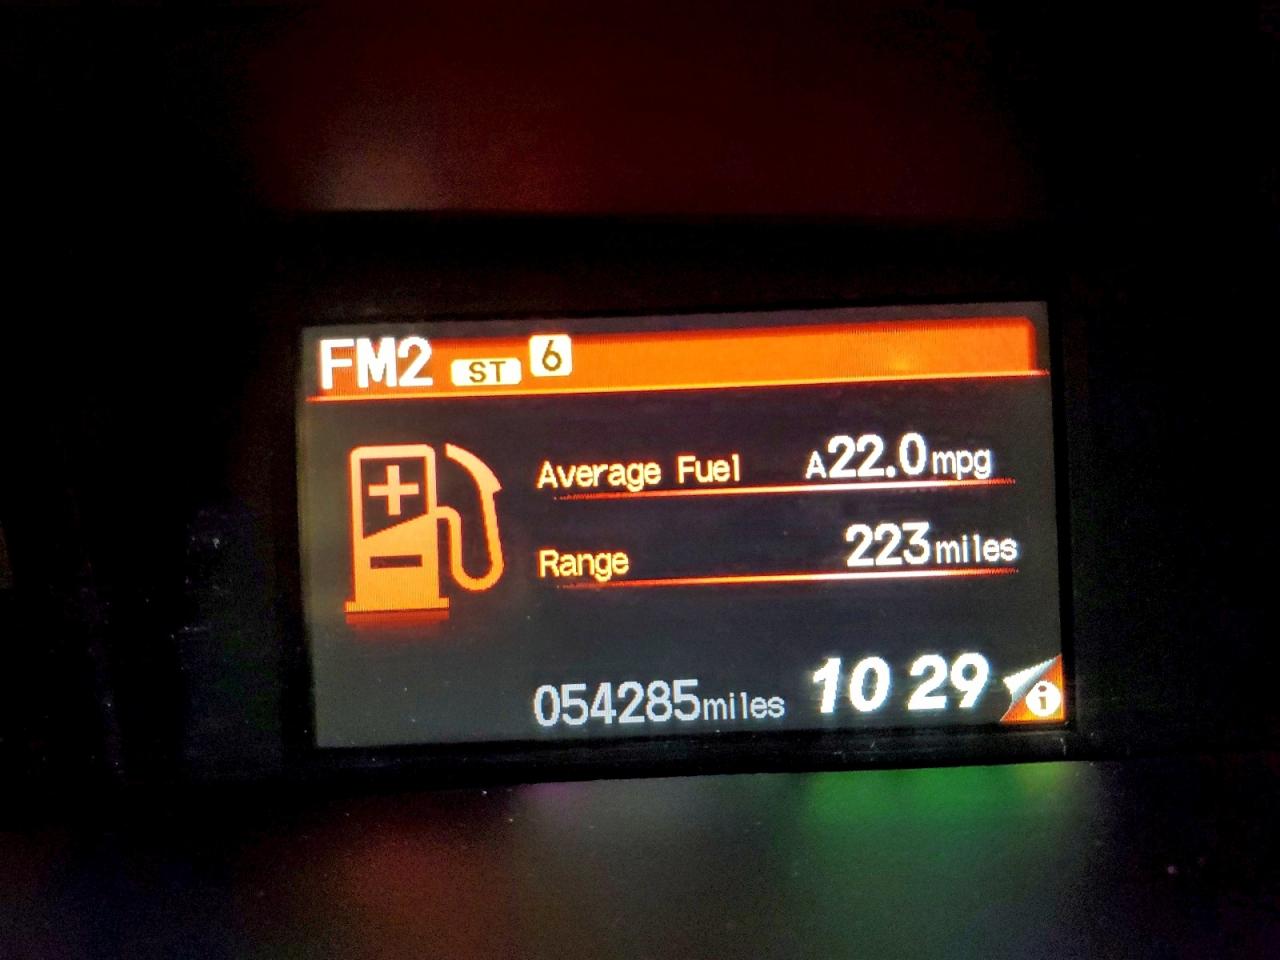 FM2 ST 6
Average Fuel A22.0mpg
Range 223miles
054285miles 10 29 i